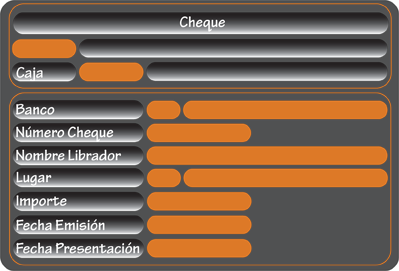 Cheque
Caja
Banco
Número Cheque
Nombre Librador
Lugar
Importe
Fecha Emisión
Fecha Presentación